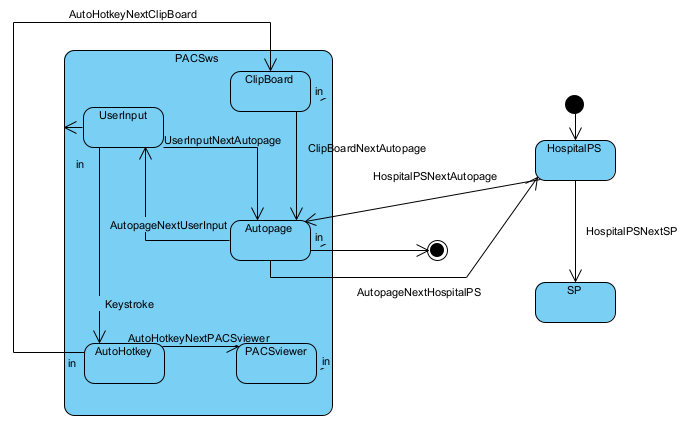 AutoHotkeyNextClipBoard
PACSws
ClipBoard
in
UserInput
UserInputNextAutopage
ClipBoardNextAutopage
HospitalPS
in
HospitalPSNextAutopage
AutopageNextUserInput
Autopage
in
HospitalPSNextSP
AutopageNextHospitalPS
SP
Keystroke
AutoHotkeyNextPACSviewer
AutoHotkey
PACSviewer
in
in